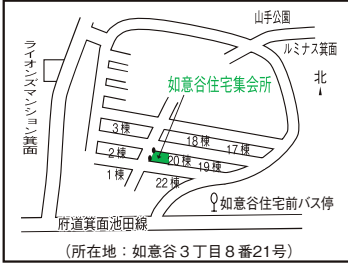 山手公園
ルミナス箕面
ライオンズマンション箕面
北
如意谷住宅集会所
3棟
18棟
17棟
2棟
20棟
19棟
1棟
22棟
如意谷住宅前バス停
府道箕面池田線
(所在地:如意谷3丁目8番21号)